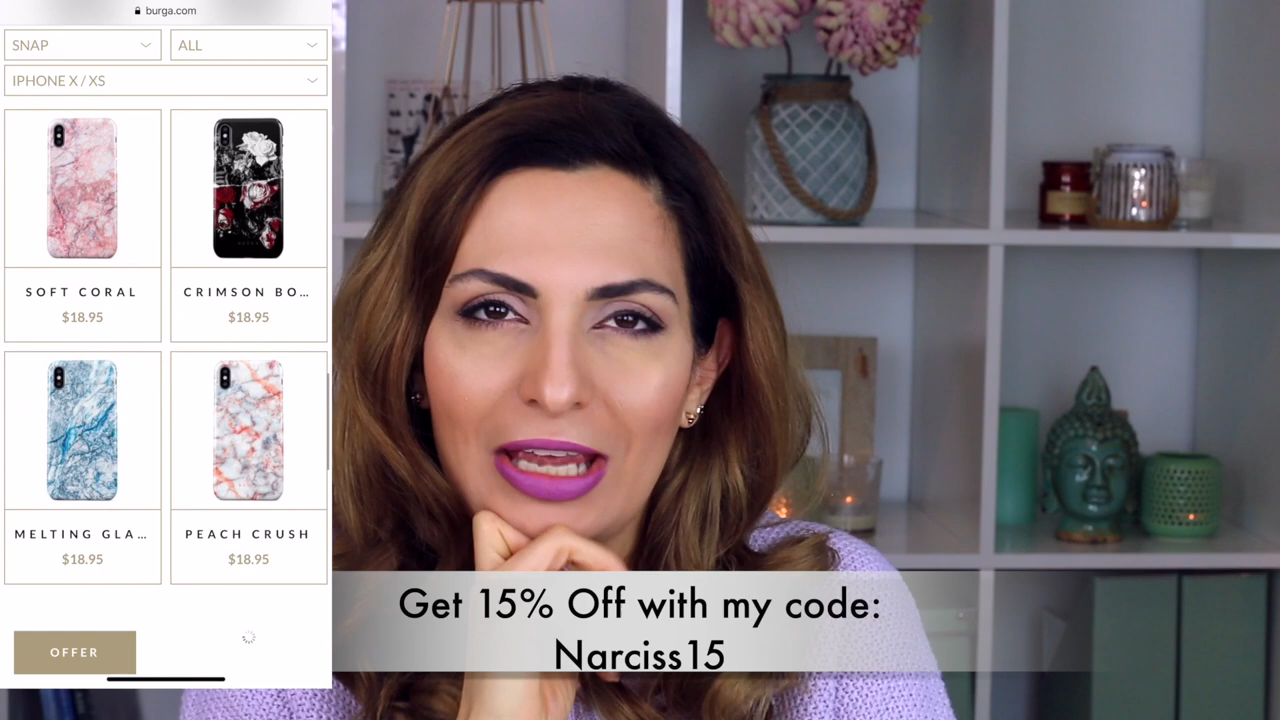 burga.com
SNAP
ALL
IPHONE X / XS
SOFT CORAL
CRIMSON BO...
$18.95
$18.95
MELTING GLA...
PEACH CRUSH
$18.95
$18.95
OFFER
Get 15% Off with my code:
Narciss15